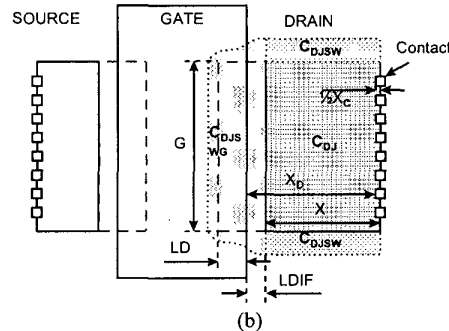 SOURCE GATE DRAIN
C_DJSW
Contact
½X_C
G
C_DJS
WG
C_DJ
X_D
X
LD
C_DJSW
LDIF
(b)